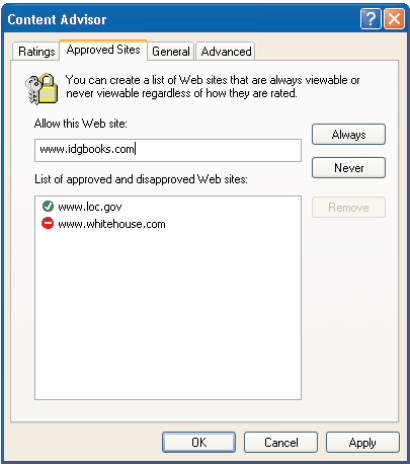 Content Advisor
Ratings Approved Sites General Advanced
You can create a list of Web sites that are always viewable or
never viewable regardless of how they are rated.
Allow this Web site:
Always
www.idgbooks.com
Never
List of approved and disapproved Web sites:
www.loc.gov
Remove
www.whitehouse.com
OK Cancel Apply